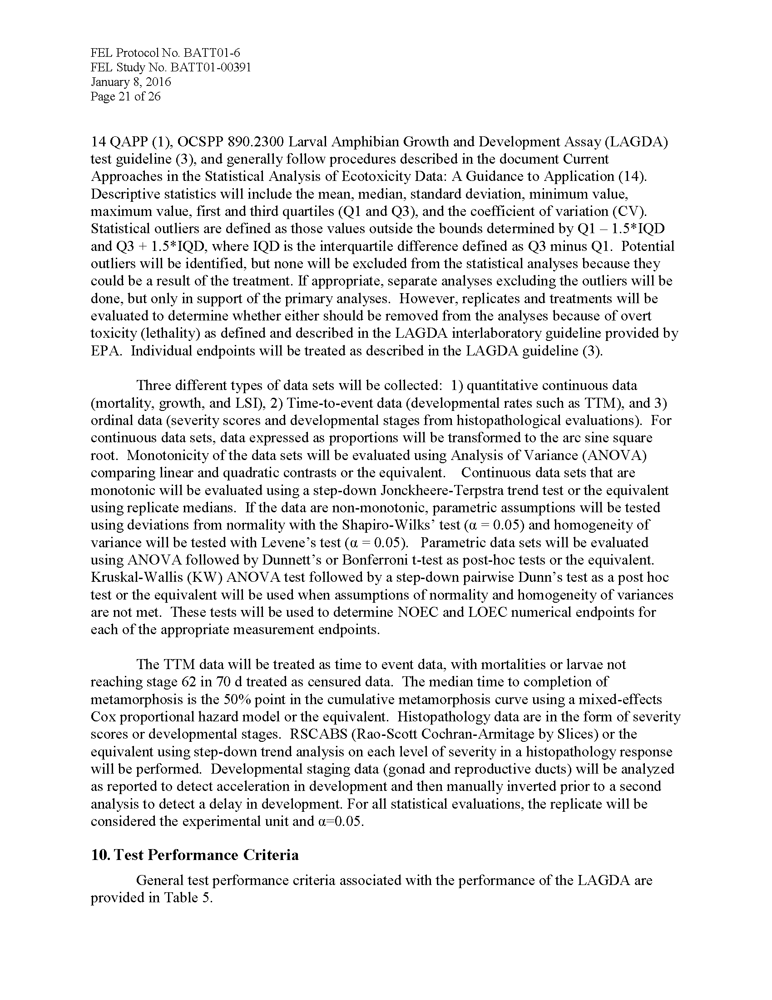 FEL Protocol No. BATT01-6
FEL Study No. BATT01-00391
January 8, 2016
Page 21 of 26
14 QAPP (1), OCSPP 890.2300 Larval Amphibian Growth and Development Assay (LAGDA)
test guideline (3), and generally follow procedures described in the document Current
Approaches in the Statistical Analysis of Ecotoxicity Data: A Guidance to Application (14).
Descriptive statistics will include the mean, median, standard deviation, minimum value,
maximum value, first and third quartiles (Q1 and Q3), and the coefficient of variation (CV).
Statistical outliers are defined as those values outside the bounds determined by Q1 – 1.5*IQD
and Q3 + 1.5*IQD, where IQD is the interquartile difference defined as Q3 minus Q1.  Potential
outliers will be identified, but none will be excluded from the statistical analyses because they
could be a result of the treatment. If appropriate, separate analyses excluding the outliers will be
done, but only in support of the primary analyses.  However, replicates and treatments will be
evaluated to determine whether either should be removed from the analyses because of overt
toxicity (lethality) as defined and described in the LAGDA interlaboratory guideline provided by
EPA.  Individual endpoints will be treated as described in the LAGDA guideline (3).
Three different types of data sets will be collected:  1) quantitative continuous data
(mortality, growth, and LSI), 2) Time-to-event data (developmental rates such as TTM), and 3)
ordinal data (severity scores and developmental stages from histopathological evaluations).  For
continuous data sets, data expressed as proportions will be transformed to the arc sine square
root.  Monotonicity of the data sets will be evaluated using Analysis of Variance (ANOVA)
comparing linear and quadratic contrasts or the equivalent.    Continuous data sets that are
monotonic will be evaluated using a step-down Jonckheere-Terpstra trend test or the equivalent
using replicate medians.  If the data are non-monotonic, parametric assumptions will be tested
using deviations from normality with the Shapiro-Wilks’ test (α = 0.05) and homogeneity of
variance will be tested with Levene’s test (α = 0.05).   Parametric data sets will be evaluated
using ANOVA followed by Dunnett’s or Bonferroni t-test as post-hoc tests or the equivalent.
Kruskal-Wallis (KW) ANOVA test followed by a step-down pairwise Dunn’s test as a post hoc
test or the equivalent will be used when assumptions of normality and homogeneity of variances
are not met.  These tests will be used to determine NOEC and LOEC numerical endpoints for
each of the appropriate measurement endpoints.
The TTM data will be treated as time to event data, with mortalities or larvae not
reaching stage 62 in 70 d treated as censured data.  The median time to completion of
metamorphosis is the 50% point in the cumulative metamorphosis curve using a mixed-effects
Cox proportional hazard model or the equivalent.  Histopathology data are in the form of severity
scores or developmental stages.  RSCABS (Rao-Scott Cochran-Armitage by Slices) or the
equivalent using step-down trend analysis on each level of severity in a histopathology response
will be performed.  Developmental staging data (gonad and reproductive ducts) will be analyzed
as reported to detect acceleration in development and then manually inverted prior to a second
analysis to detect a delay in development. For all statistical evaluations, the replicate will be
considered the experimental unit and α=0.05.
10. Test Performance Criteria
General test performance criteria associated with the performance of the LAGDA are
provided in Table 5.